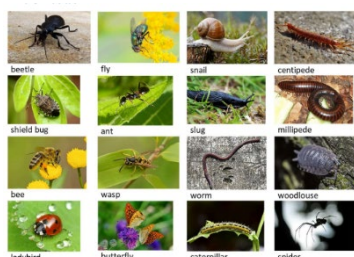 beetle fly snail centipede
shield bug ant slug millipede
bee wasp worm woodlouse
ladybird butterfly caterpillar spider